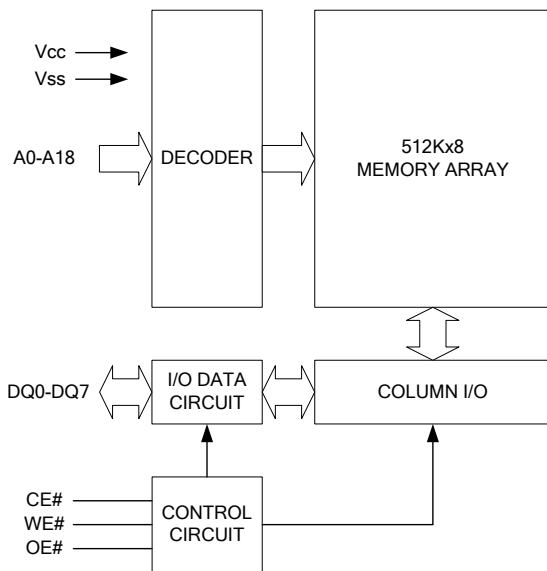 Vcc
Vss
A0-A18
DECODER
512Kx8
MEMORY ARRAY
DQ0-DQ7
I/O DATA
CIRCUIT
COLUMN I/O
CE#
WE#
OE#
CONTROL
CIRCUIT